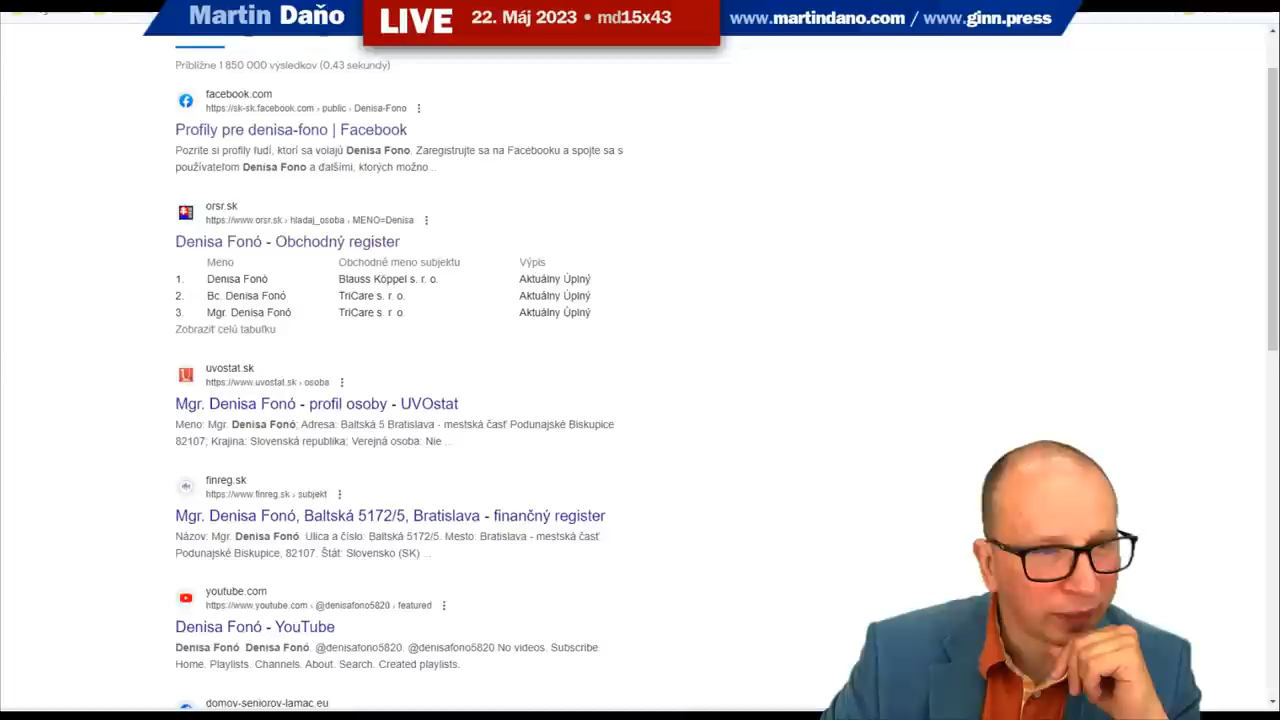 Martin Daňo
LIVE
22. Máj 2023 • md15x43
www.martindano.com / www.ginn.press
Približne 1 850 000 výsledkov (0,43 sekundy)
facebook.com
https://sk-sk.facebook.com › public › Denisa-Fono
Profily pre denisa-fono | Facebook
Pozrite si profily ľudí, ktorí sa volajú Denisa Fono. Zaregistrujte sa na Facebooku a spojte sa s
používateľom Denisa Fono a ďalšími, ktorých možno...
orsr.sk
https://www.orsr.sk › hladaj_osoba › MENO=Denisa
Denisa Fonó - Obchodný register
Meno Obchodné meno subjektu Výpis
1. Denisa Fonó Blauss Köppel s. r. o. Aktuálny Úplný
2. Bc. Denisa Fonó TriCare s. r. o. Aktuálny Úplný
3. Mgr. Denisa Fonó TriCare s. r. o. Aktuálny Úplný
Zobraziť celú tabuľku
uvostat.sk
https://www.uvostat.sk › osoba
Mgr. Denisa Fonó - profil osoby - UVOstat
Meno: Mgr. Denisa Fonó; Adresa: Baltská 5 Bratislava - mestská časť Podunajské Biskupice
82107; Krajina: Slovenská republika; Verejná osoba: Nie ...
finreg.sk
https://www.finreg.sk › subjekt
Mgr. Denisa Fonó, Baltská 5172/5, Bratislava - finančný register
Názov: Mgr. Denisa Fonó. Ulica a číslo: Baltská 5172/5. Mesto: Bratislava - mestská časť
Podunajské Biskupice, 82107. Štát: Slovensko (SK) ...
youtube.com
https://www.youtube.com › @denisafono5820 › featured
Denisa Fonó - YouTube
Denisa Fonó. Denisa Fonó. @denisafono5820. @denisafono5820 No videos. Subscribe.
Home. Playlists. Channels. About. Search. Created playlists.
domov-seniorov-lamac.eu